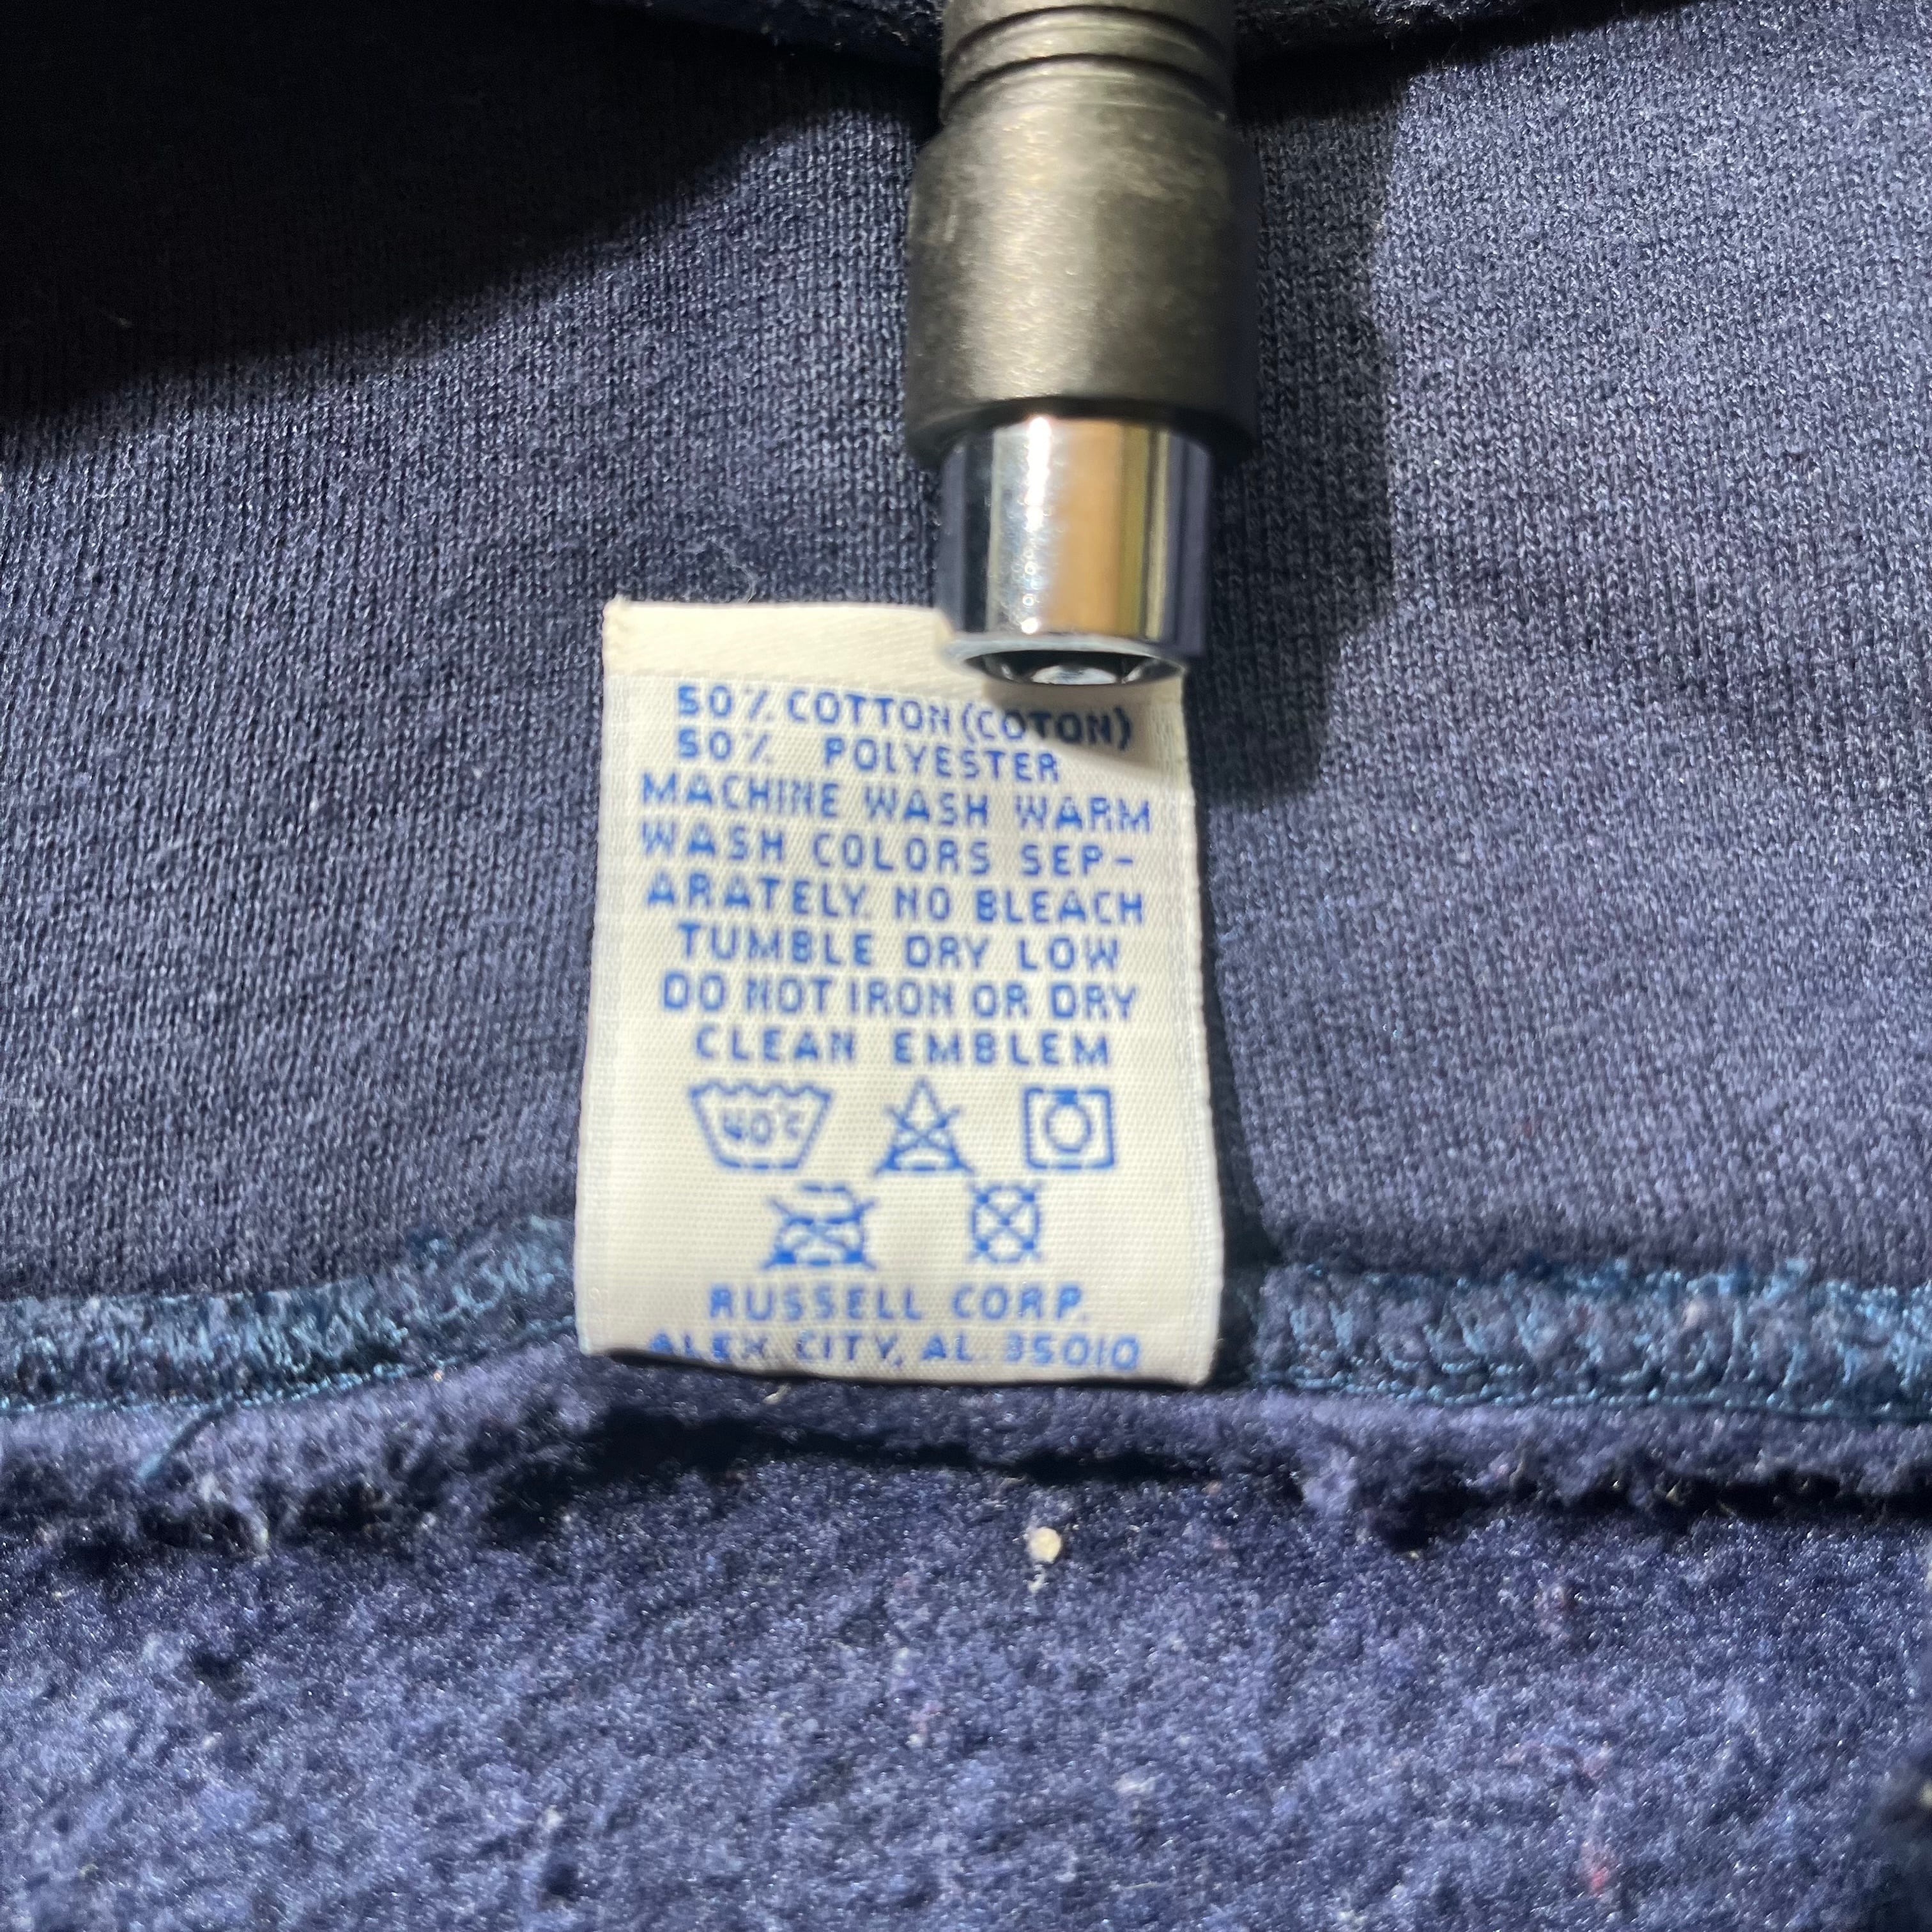 50% COTTON (COTON)
50% POLYESTER
MACHINE WASH WARM
WASH COLORS SEP-
ARATELY. NO BLEACH
TUMBLE DRY LOW
DO NOT IRON OR DRY
CLEAN EMBLEM
40°C
RUSSELL CORP.
ALEX. CITY, AL. 35010